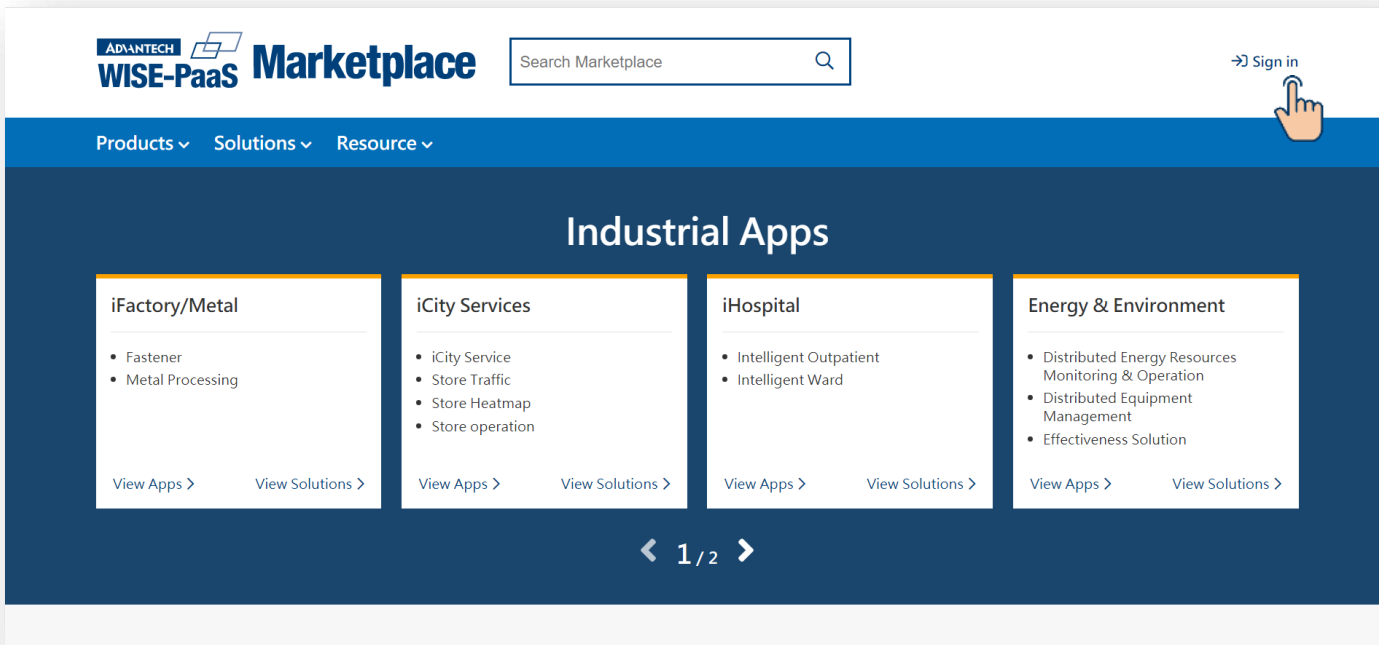 ADVANTECH
WISE-PaaS Marketplace
Search Marketplace
Sign in
Products Solutions Resource
Industrial Apps
iFactory/Metal
• Fastener
• Metal Processing
View Apps View Solutions
iCity Services
• iCity Service
• Store Traffic
• Store Heatmap
• Store operation
View Apps View Solutions
iHospital
• Intelligent Outpatient
• Intelligent Ward
View Apps View Solutions
Energy & Environment
• Distributed Energy Resources
Monitoring & Operation
• Distributed Equipment
Management
• Effectiveness Solution
View Apps View Solutions
1 / 2